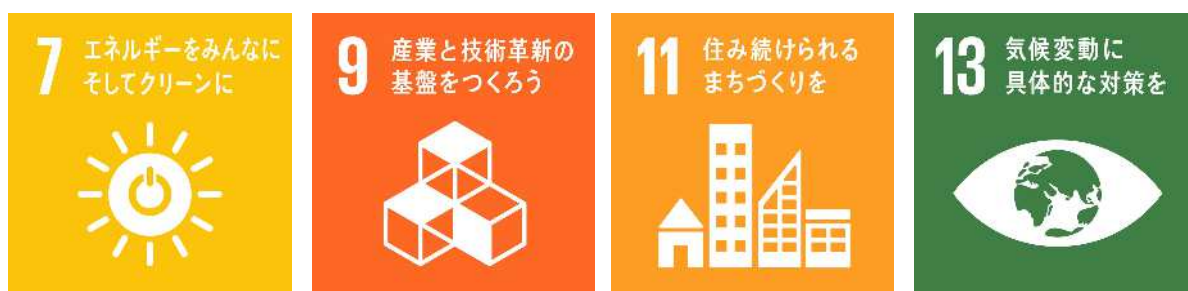 7 エネルギーをみんなに
そしてクリーンに
9 産業と技術革新の
基盤をつくろう
11 住み続けられる
まちづくりを
13 気候変動に
具体的な対策を